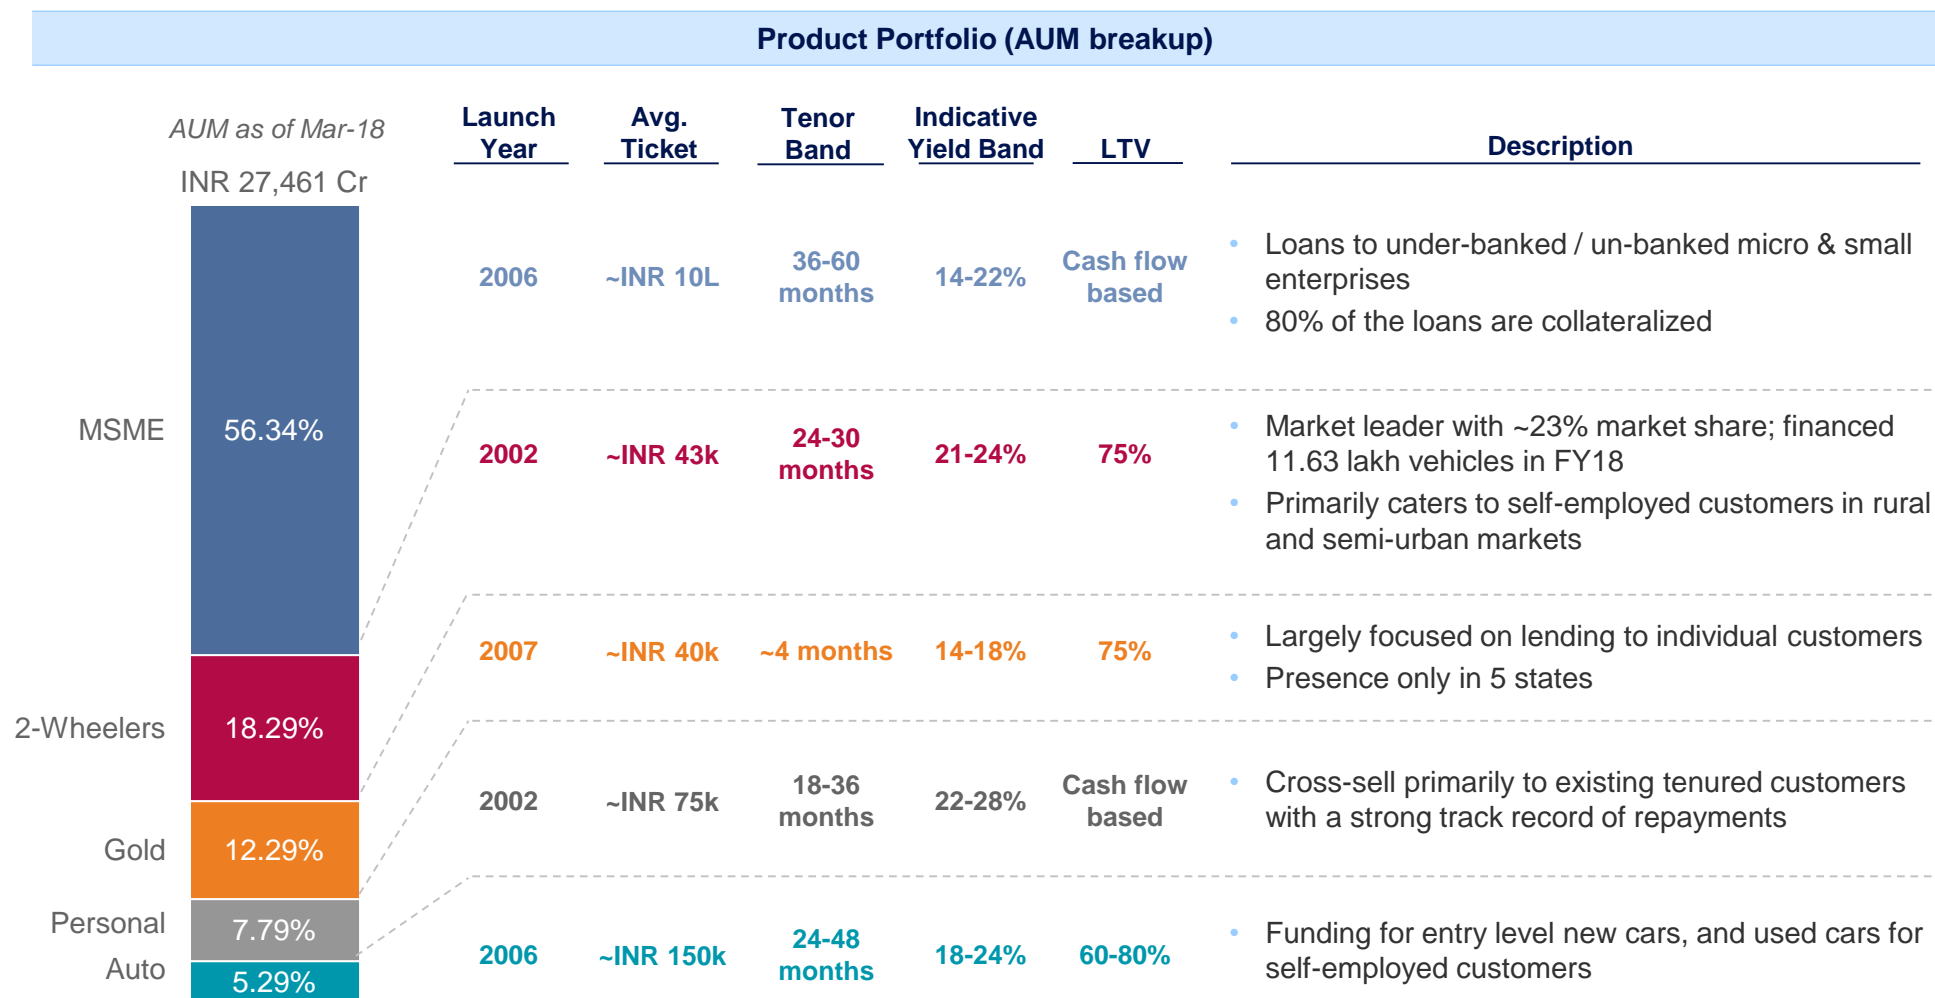 Product Portfolio (AUM breakup)
AUM as of Mar-18
INR 27,461 Cr
Launch Year
Avg. Ticket
Tenor Band
Indicative Yield Band
LTV
Description
MSME
56.34%
2006
~INR 10L
36-60 months
14-22%
Cash flow based
• Loans to under-banked / un-banked micro & small
enterprises
• 80% of the loans are collateralized
2-Wheelers
18.29%
2002
~INR 43k
24-30 months
21-24%
75%
• Market leader with ~23% market share; financed
11.63 lakh vehicles in FY18
• Primarily caters to self-employed customers in rural
and semi-urban markets
Gold
12.29%
2007
~INR 40k
~4 months
14-18%
75%
• Largely focused on lending to individual customers
• Presence only in 5 states
Personal
7.79%
2002
~INR 75k
18-36 months
22-28%
Cash flow based
• Cross-sell primarily to existing tenured customers
with a strong track record of repayments
Auto
5.29%
2006
~INR 150k
24-48 months
18-24%
60-80%
• Funding for entry level new cars, and used cars for
self-employed customers